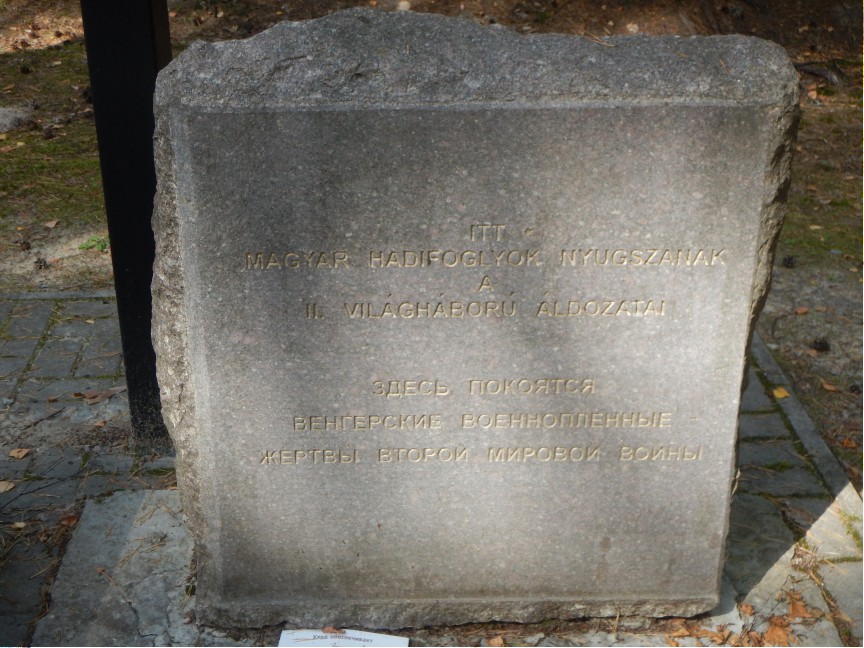 ITT
MAGYAR HADIFOGLYOK NYUGSZANAK
A
II. VILÁGHÁBORÚ ÁLDOZATAI
ЗДЕСЬ ПОКОЯТСЯ
ВЕНГЕРСКИЕ ВОЕННОПЛЕННЫЕ -
ЖЕРТВЫ ВТОРОЙ МИРОВОЙ ВОЙНЫ